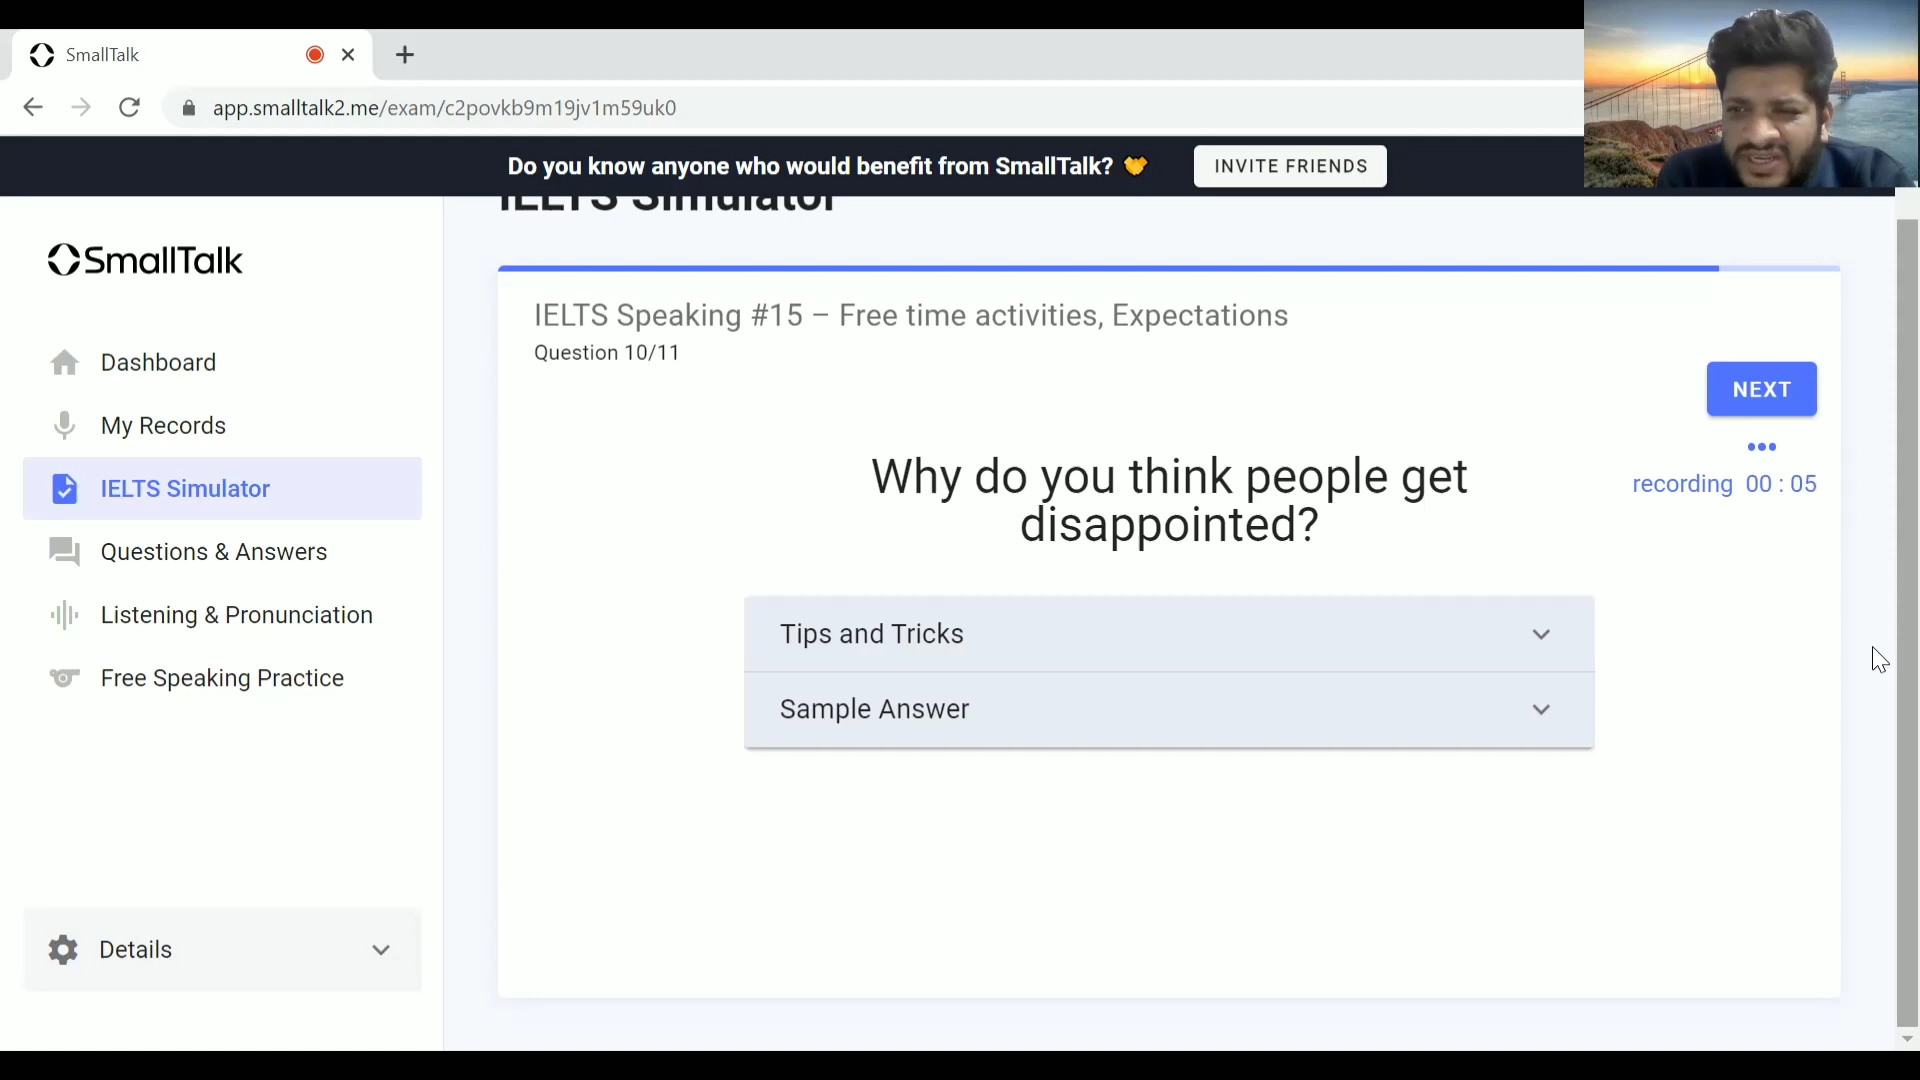 SmallTalk
app.smalltalk2.me/exam/c2povkb9m19jv1m59uk0
Do you know anyone who would benefit from SmallTalk?
INVITE FRIENDS
IELTS Simulator
SmallTalk
Dashboard
My Records
IELTS Simulator
Questions & Answers
Listening & Pronunciation
Free Speaking Practice
Details
IELTS Speaking #15 – Free time activities, Expectations
Question 10/11
NEXT
recording 00 : 05
Why do you think people get
disappointed?
Tips and Tricks
Sample Answer